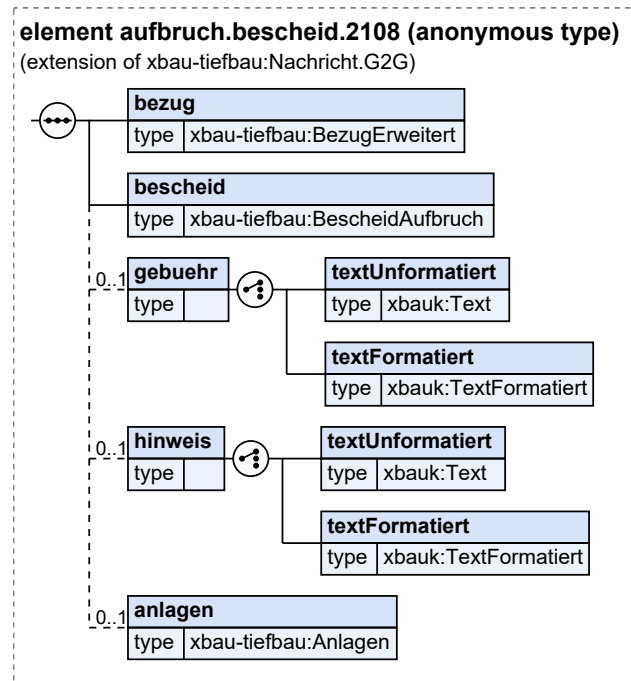 element aufbruch.bescheid.2108 (anonymous type)
(extension of xbau-tiefbau:Nachricht.G2G)
bezug
type xbau-tiefbau:BezugErweitert
bescheid
type xbau-tiefbau:BescheidAufbruch
0..1 gebuehr
type
textUnformatiert
type xbauk:Text
textFormatiert
type xbauk:TextFormatiert
0..1 hinweis
type
textUnformatiert
type xbauk:Text
textFormatiert
type xbauk:TextFormatiert
0..1 anlagen
type xbau-tiefbau:Anlagen